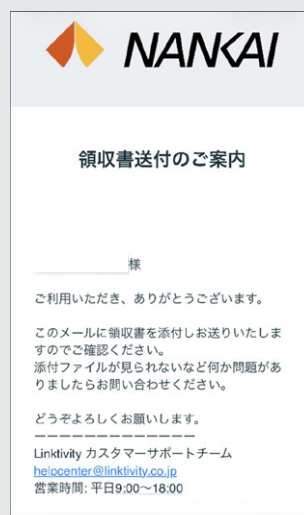 NANKAI
領収書送付のご案内
様
ご利用いただき、ありがとうございます。
このメールに領収書を添付しお送りいたしま
すのでご確認ください。
添付ファイルが見られないなど何か問題があ
りましたらお問い合わせください。
どうぞよろしくお願いします。
ーーーーーーーーーーーーー
Linktivity カスタマーサポートチーム
helpcenter@linktivity.co.jp
営業時間: 平日9:00〜18:00